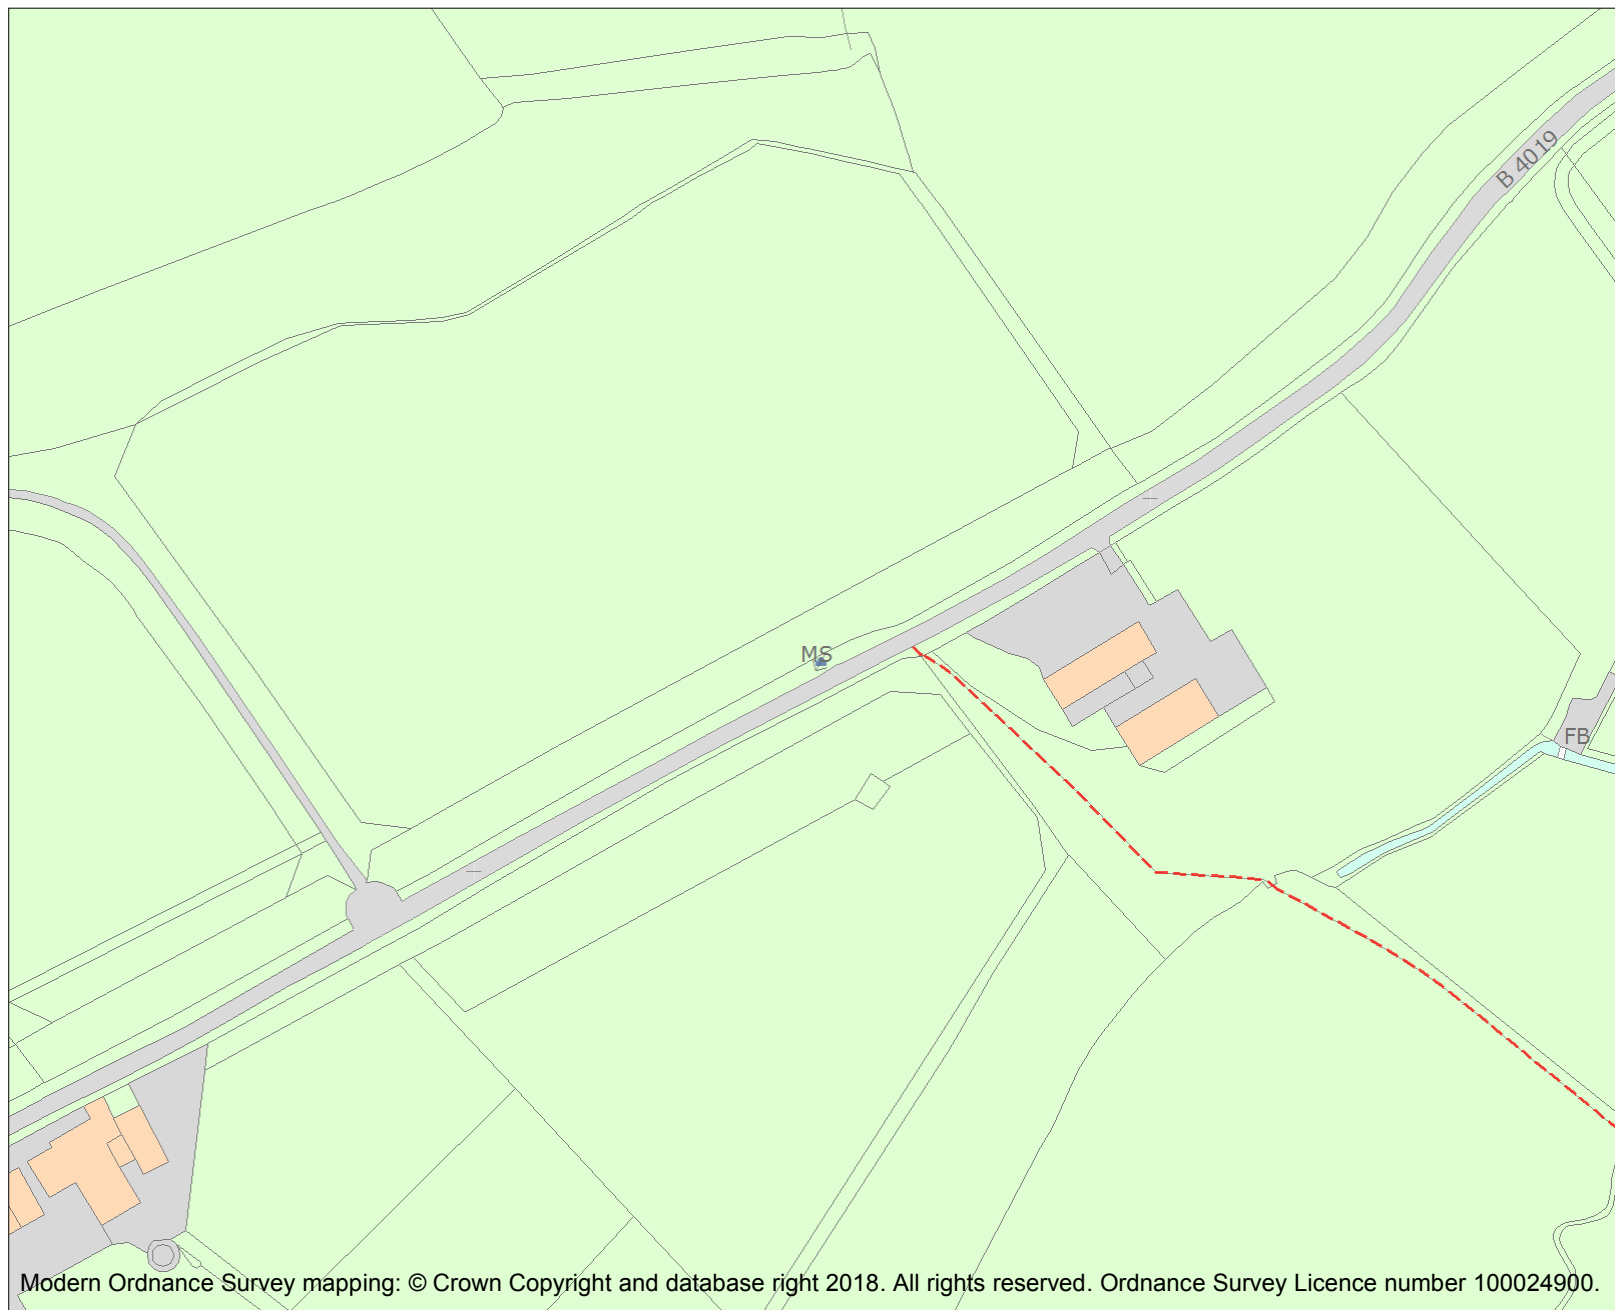 B 4019
MS
FB
Modern Ordnance Survey mapping: © Crown Copyright and database right 2018. All rights reserved. Ordnance Survey Licence number 100024900.